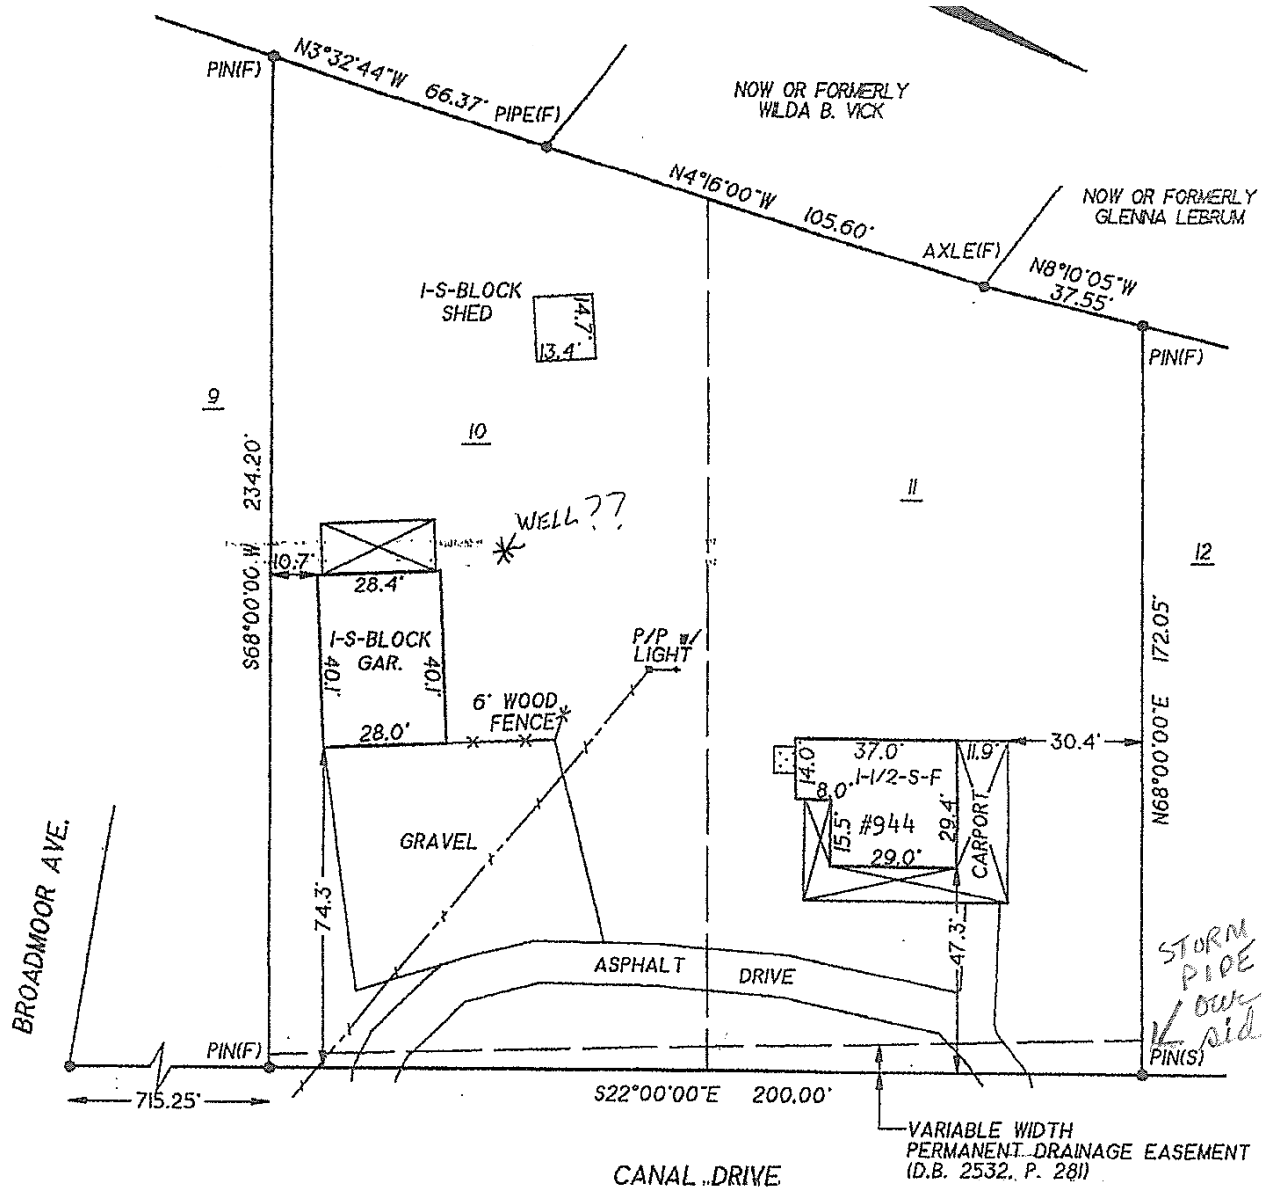 N3°32'44"W 66.37'
PIN(F)
PIPE(F)
NOW OR FORMERLY
WILDA B. VICK
N4°16'00"W 105.60'
NOW OR FORMERLY
GLENNA LEBRUM
AXLE(F)
N8°10'05"W
37.55'
PIN(F)
1-S-BLOCK
SHED
14.7'
13.4'
9
10
11
12
S68°00'00"W 234.20'
WELL??
10.7'
28.4'
1-S-BLOCK
GAR.
40.1'
40.1'
28.0'
P/P w/
LIGHT
6' WOOD
FENCE
N68°00'00"E 172.05'
30.4'
37.0'
11.9'
14.0'
1-1/2-S-F
8.0'
15.5'
#944
29.4'
29.0'
CARPORT
GRAVEL
74.3'
47.3'
ASPHALT DRIVE
BROADMOOR AVE.
STORM
PIPE
our
sid
PIN(F)
PIN(S)
715.25'
S22°00'00"E 200.00'
VARIABLE WIDTH
PERMANENT DRAINAGE EASEMENT
(D.B. 2532, P. 281)
CANAL DRIVE